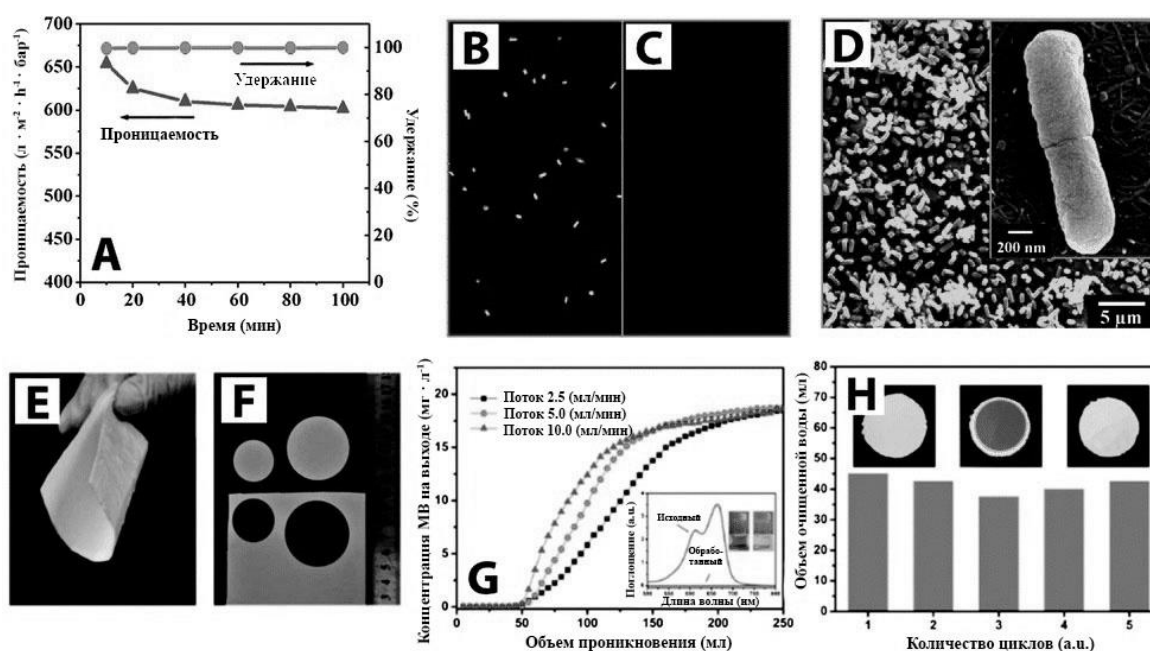 A
700
650
600
550
500
450
400
100
80
60
40
20
0
0 20 40 60 80 100
Удержание
Проницаемость
Проницаемость (л · м⁻² · h⁻¹ · бар⁻¹)
Удержание (%)
Время (мин)
B
C
D
200 nm
5 µm
E
F
G
20
15
10
5
0
0 50 100 150 200 250
Поток 2.5 (мл/мин)
Поток 5.0 (мл/мин)
Поток 10.0 (мл/мин)
Концентрация MB на выходе (мг · л⁻¹)
Объем проникновения (мл)
Исходный
Обрабо-
танный
Поглощение (a.u.)
Длина волны (нм)
H
80
70
60
50
40
30
20
10
0
1 2 3 4 5
Объем очищенной воды (мл)
Количество циклов (a.u.)